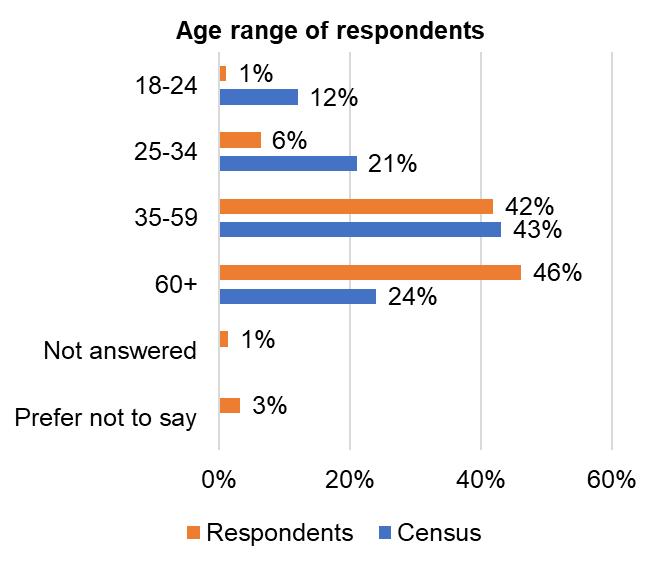 Age range of respondents
18-24
1%
12%
25-34
6%
21%
35-59
42%
43%
60+
46%
24%
Not answered
1%
Prefer not to say
3%
0% 20% 40% 60%
Respondents Census